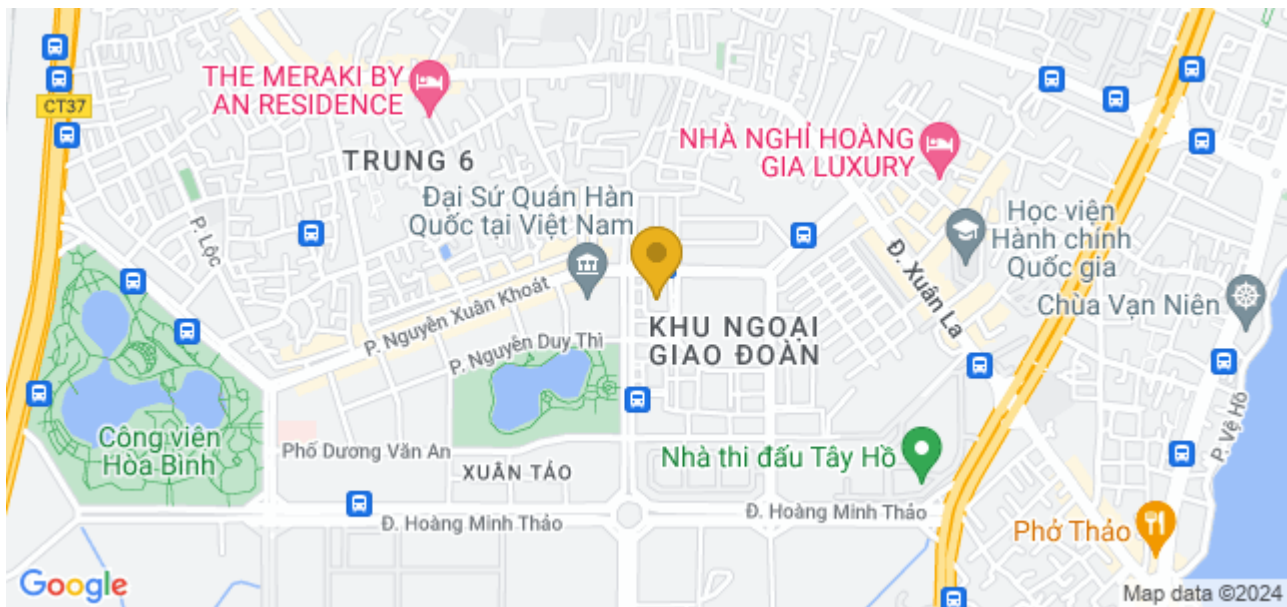 CT37
THE MERAKI BY
AN RESIDENCE
TRUNG 6
NHÀ NGHỈ HOÀNG
GIA LUXURY
Đại Sứ Quán Hàn
Quốc tại Việt Nam
P. Lộc
Học viện
Hành chính
Quốc gia
Đ. Xuân La
Chùa Vạn Niên
P. Nguyễn Xuân Khoát
KHU NGOẠI
GIAO ĐOÀN
P. Nguyễn Duy Thì
P. Vệ Hồ
Công viên
Hòa Bình
Phố Dương Văn An
XUÂN TẢO
Nhà thi đấu Tây Hồ
Đ. Hoàng Minh Thảo
Đ. Hoàng Minh Thảo
Phở Thảo
Google
Map data ©2024